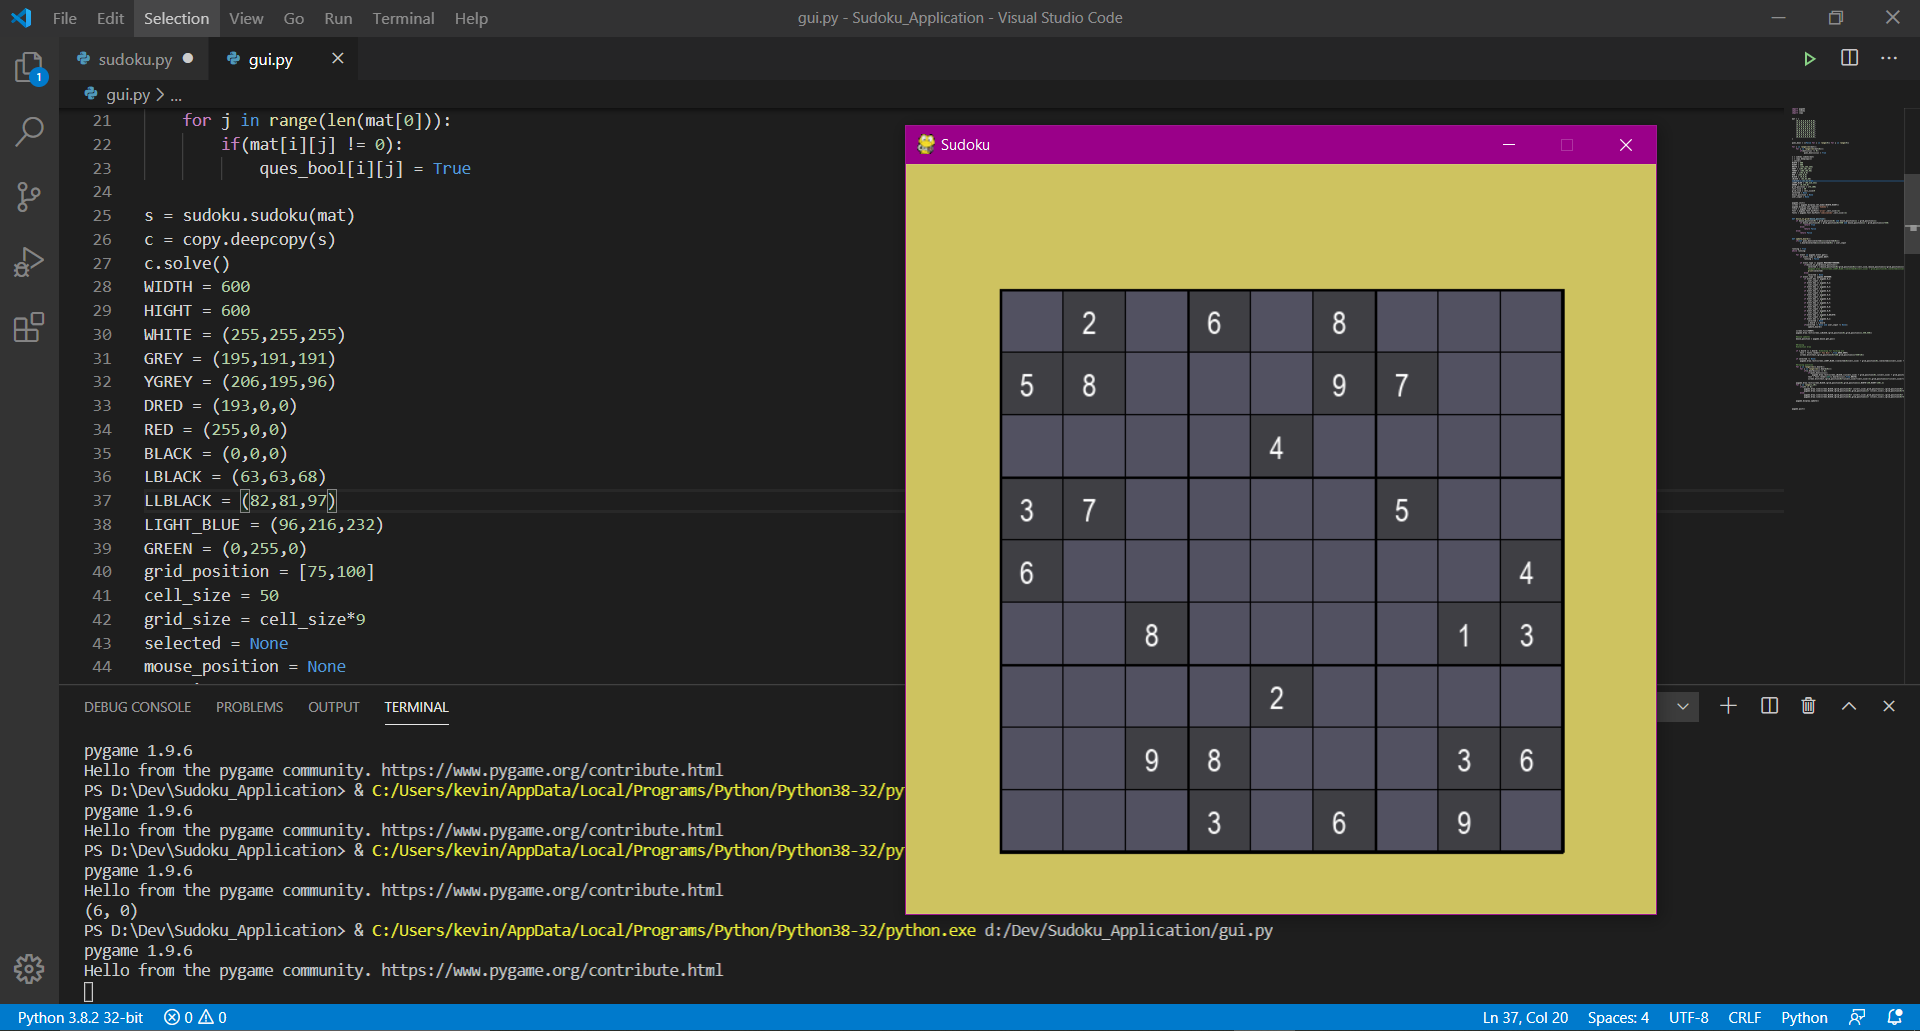 File Edit Selection View Go Run Terminal Help
gui.py - Sudoku_Application - Visual Studio Code
1
sudoku.py
gui.py
gui.py > ...
21 for j in range(len(mat[0])):
22 if(mat[i][j] != 0):
23 ques_bool[i][j] = True
24
25 s = sudoku.sudoku(mat)
26 c = copy.deepcopy(s)
27 c.solve()
28 WIDTH = 600
29 HIGHT = 600
30 WHITE = (255,255,255)
31 GREY = (195,191,191)
32 YGREY = (206,195,96)
33 DRED = (193,0,0)
34 RED = (255,0,0)
35 BLACK = (0,0,0)
36 LBLACK = (63,63,68)
37 LLBLACK = (82,81,97)
38 LIGHT_BLUE = (96,216,232)
39 GREEN = (0,255,0)
40 grid_position = [75,100]
41 cell_size = 50
42 grid_size = cell_size*9
43 selected = None
44 mouse_position = None
Sudoku
2 6 8
5 8 9 7
4
3 7 5
6 4
8 1 3
2
9 8 3 6
3 6 9
DEBUG CONSOLE PROBLEMS OUTPUT TERMINAL
pygame 1.9.6
Hello from the pygame community. https://www.pygame.org/contribute.html
PS D:\Dev\Sudoku_Application> & C:/Users/kevin/AppData/Local/Programs/Python/Python38-32/py
pygame 1.9.6
Hello from the pygame community. https://www.pygame.org/contribute.html
PS D:\Dev\Sudoku_Application> & C:/Users/kevin/AppData/Local/Programs/Python/Python38-32/py
pygame 1.9.6
Hello from the pygame community. https://www.pygame.org/contribute.html
(6, 0)
PS D:\Dev\Sudoku_Application> & C:/Users/kevin/AppData/Local/Programs/Python/Python38-32/python.exe d:/Dev/Sudoku_Application/gui.py
pygame 1.9.6
Hello from the pygame community. https://www.pygame.org/contribute.html
Python 3.8.2 32-bit 0 0 Ln 37, Col 20 Spaces: 4 UTF-8 CRLF Python